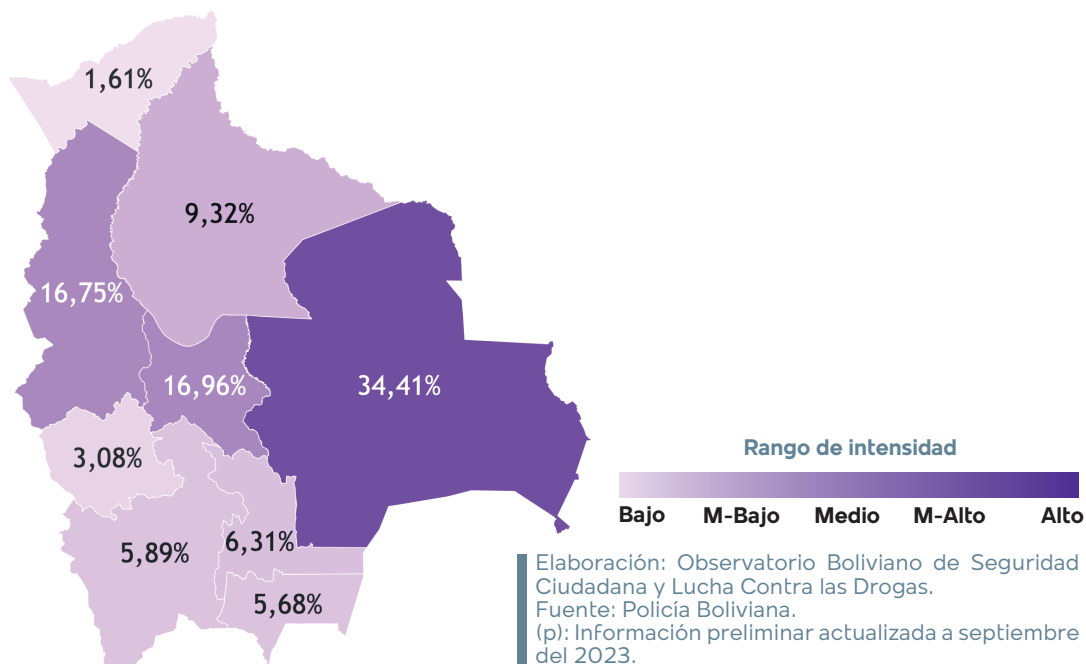 1,61%
9,32%
16,75%
16,96%
34,41%
3,08%
5,89%
6,31%
5,68%
Rango de intensidad
Bajo M-Bajo Medio M-Alto Alto
Elaboración: Observatorio Boliviano de Seguridad
Ciudadana y Lucha Contra las Drogas.
Fuente: Policía Boliviana.
(p): Información preliminar actualizada a septiembre
del 2023.